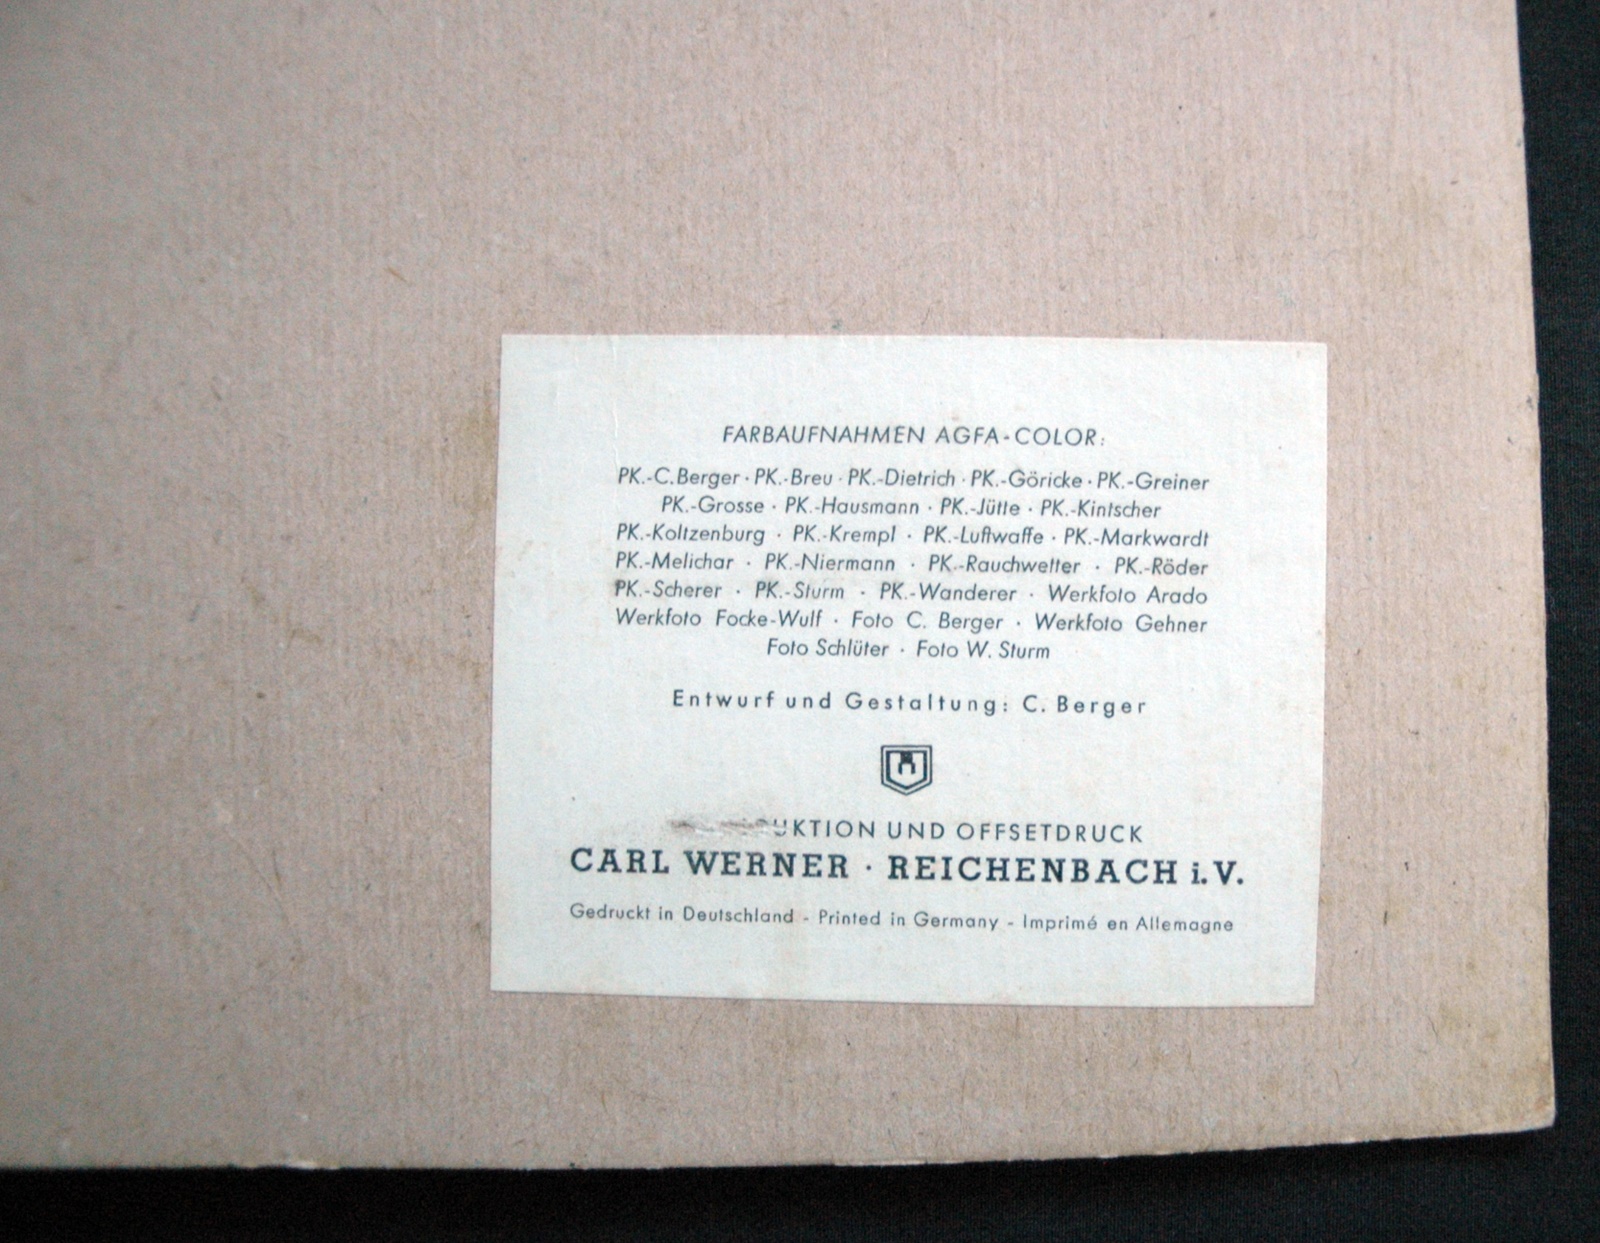 FARBAUFNAHMEN AGFA-COLOR:
PK.-C.Berger · PK.-Breu · PK.-Dietrich · PK.-Göricke · PK.-Greiner
PK.-Grosse · PK.-Hausmann · PK.-Jütte · PK.-Kintscher
PK.-Koltzenburg · PK.-Krempl · PK.-Luftwaffe · PK.-Markwardt
PK.-Melichar · PK.-Niermann · PK.-Rauchwetter · PK.-Röder
PK.-Scherer · PK.-Sturm · PK.-Wanderer · Werkfoto Arado
Werkfoto Focke-Wulf · Foto C. Berger · Werkfoto Gehner
Foto Schlüter · Foto W. Sturm
Entwurf und Gestaltung: C. Berger
UND OFFSETDRUCK
CARL WERNER · REICHENBACH i. V.
Gedruckt in Deutschland - Printed in Germany - Imprimé en Allemagne